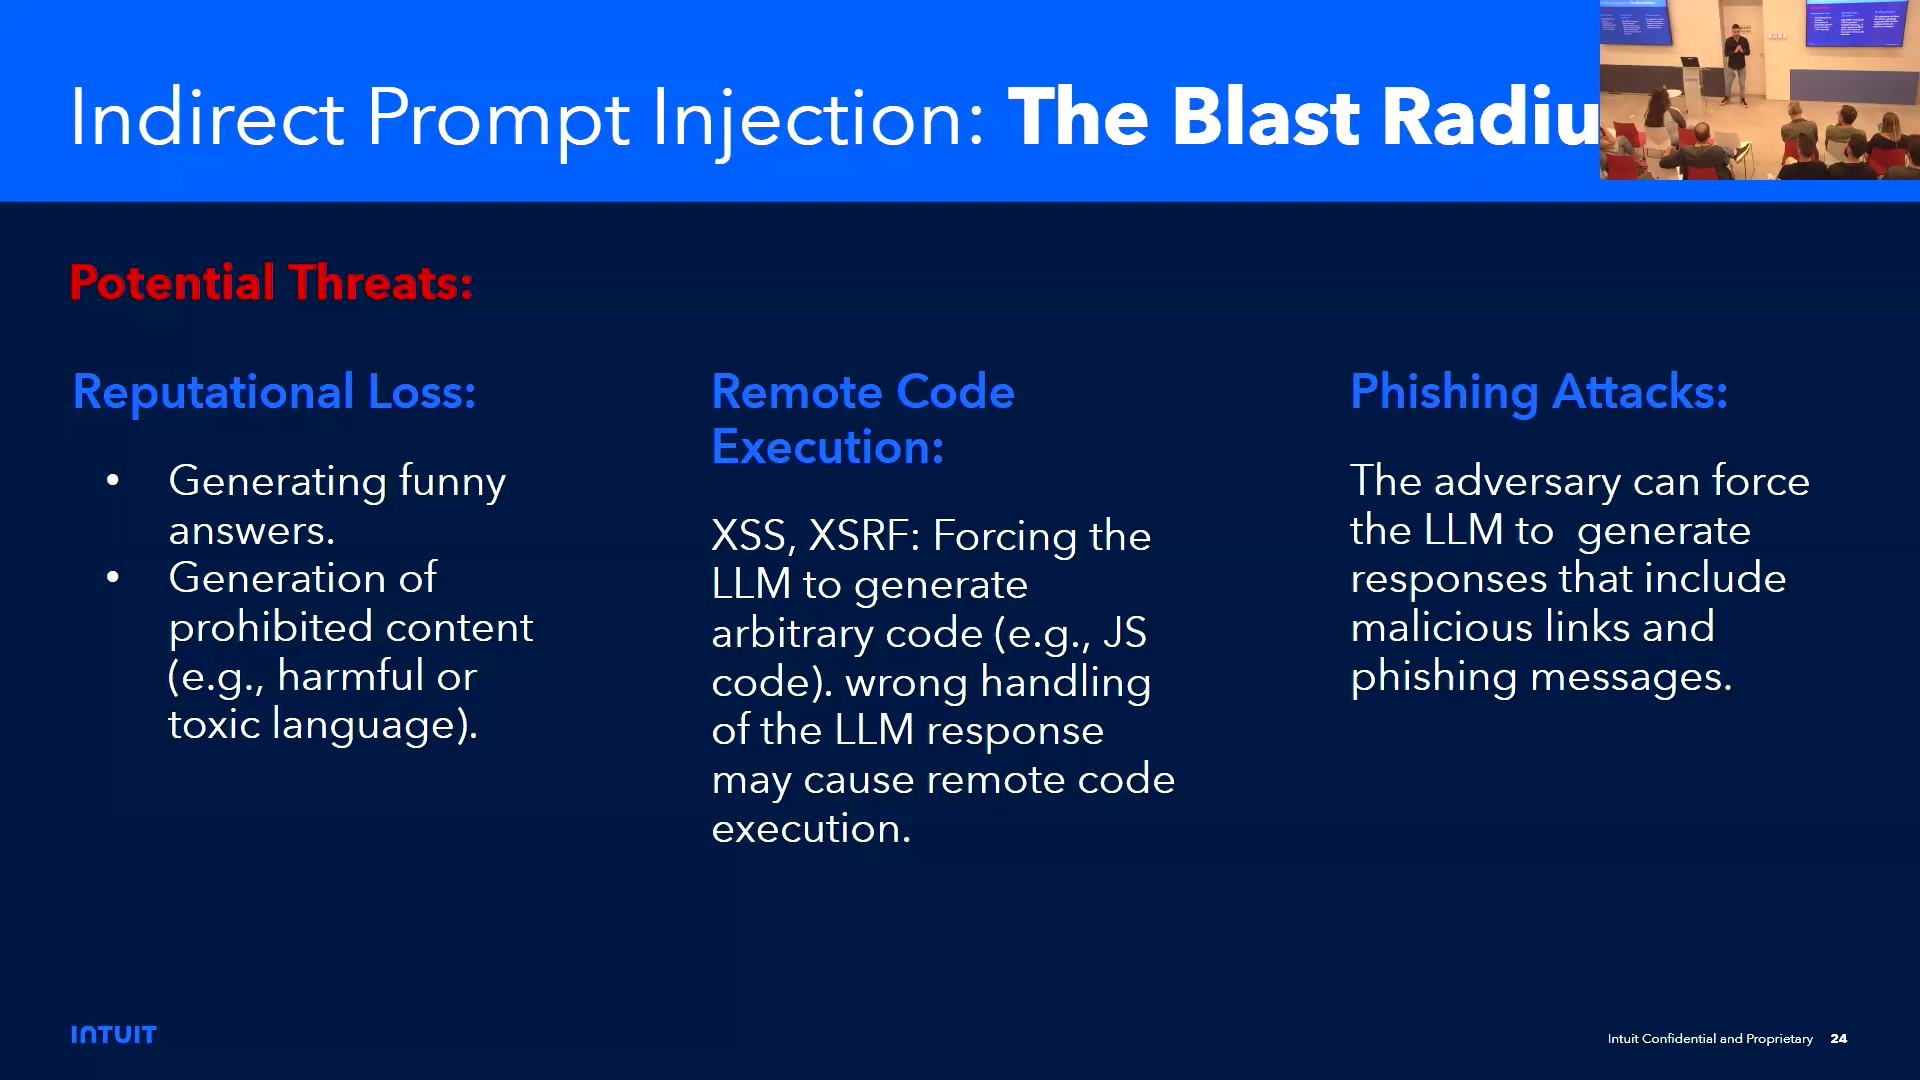 Indirect Prompt Injection: The Blast Radiu
Potential Threats:
Reputational Loss:
• Generating funny
answers.
• Generation of
prohibited content
(e.g., harmful or
toxic language).
Remote Code
Execution:
XSS, XSRF: Forcing the
LLM to generate
arbitrary code (e.g., JS
code). wrong handling
of the LLM response
may cause remote code
execution.
Phishing Attacks:
The adversary can force
the LLM to  generate
responses that include
malicious links and
phishing messages.
INTUIT
Intuit Confidential and Proprietary 24